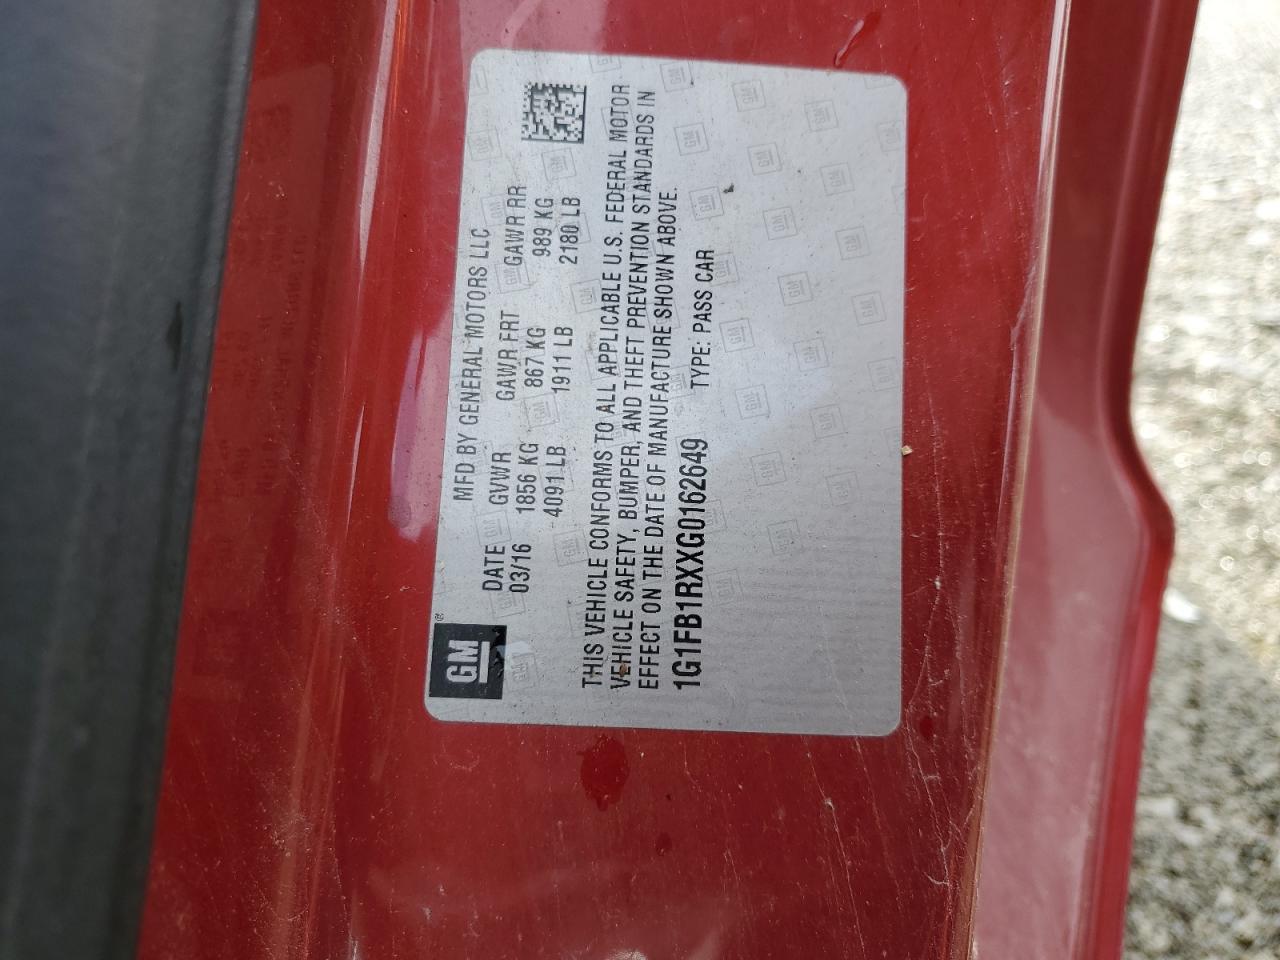 GM®
MFD BY GENERAL MOTORS LLC
DATE GVWR GAWR FRT GAWR RR
03/16 1856 KG 867 KG 989 KG
4091 LB 1911 LB 2180 LB
THIS VEHICLE CONFORMS TO ALL APPLICABLE U.S. FEDERAL MOTOR
VEHICLE SAFETY, BUMPER, AND THEFT PREVENTION STANDARDS IN
EFFECT ON THE DATE OF MANUFACTURE SHOWN ABOVE.
1G1FB1RXXG0162649 TYPE: PASS CAR